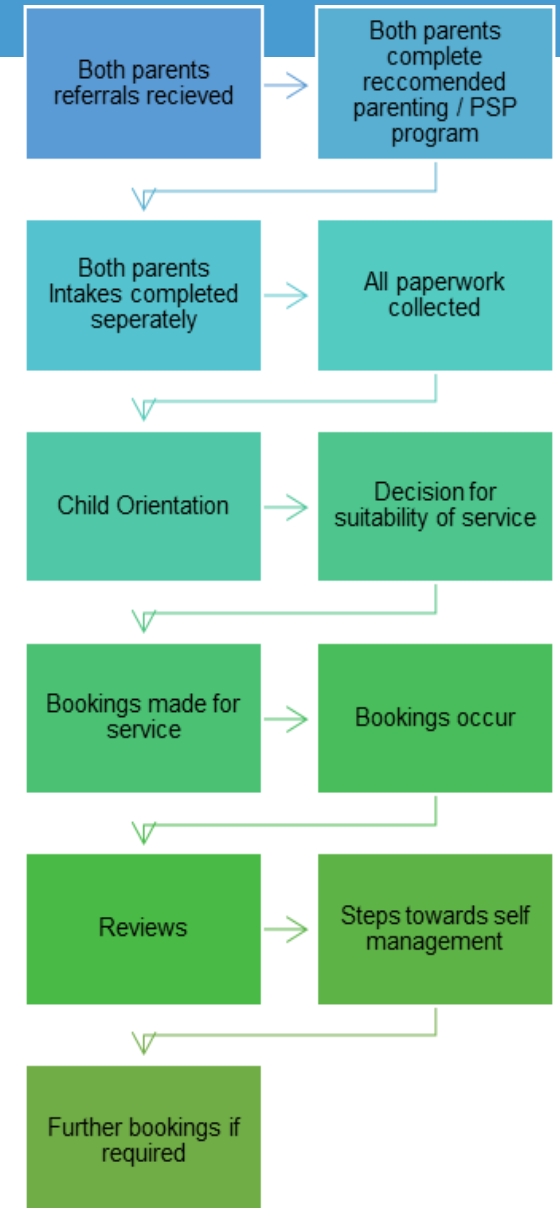 Both parents
referrals recieved
Both parents
complete
reccomended
parenting / PSP
program
Both parents
Intakes completed
seperately
All paperwork
collected
Child Orientation
Decision for
suitability of service
Bookings made for
service
Bookings occur
Reviews
Steps towards self
management
Further bookings if
required